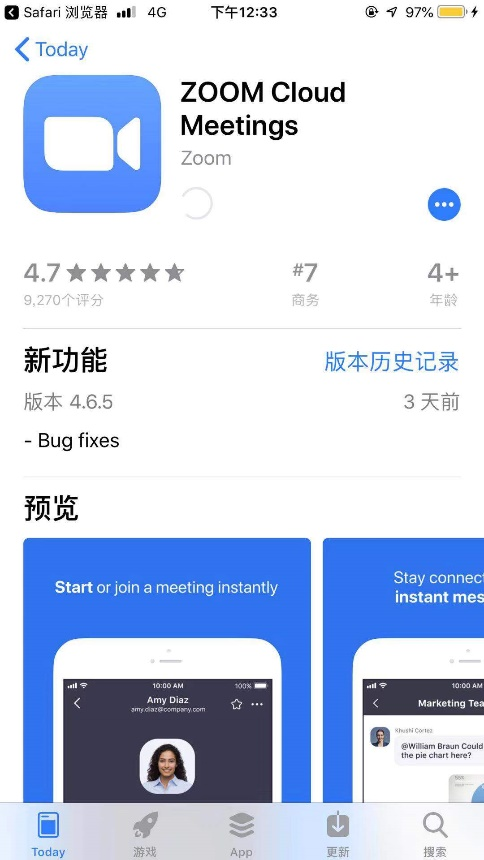 Safari 浏览器 4G 下午12:33 97%
Today
ZOOM Cloud
Meetings
Zoom
4.7 #7 4+
9,270个评分 商务 年龄
新功能 版本历史记录
版本 4.6.5 3 天前
- Bug fixes
预览
Start or join a meeting instantly
Stay connec
instant mes
10:00 AM 100%
Amy Diaz
amy.diaz@company.com
10:00 AM
Marketing Tea
Khushi Cortez
@William Braun Could
the pie chart here?
Today 游戏 App 更新 搜索